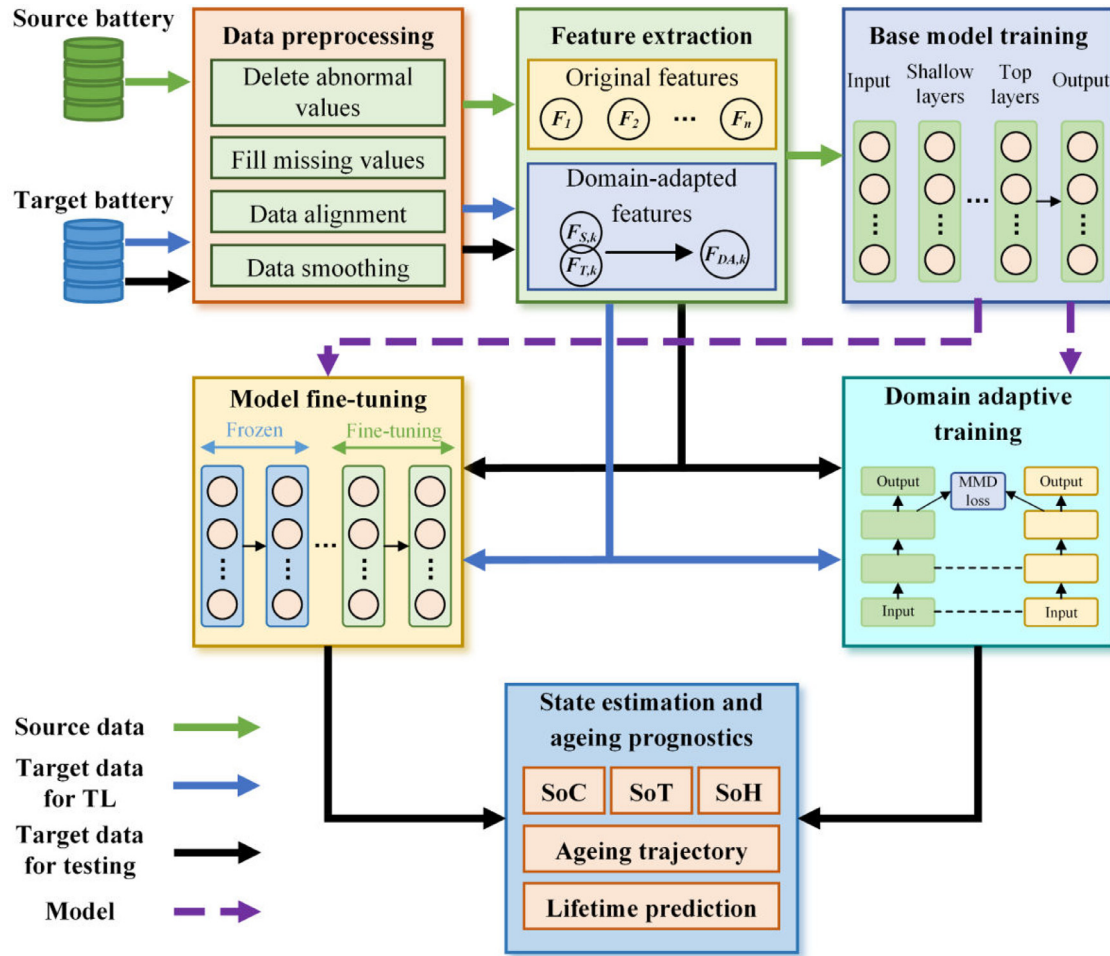 Source battery
Target battery
Data preprocessing
Delete abnormal
values
Fill missing values
Data alignment
Data smoothing
Feature extraction
Original features
F1 F2 ... Fn
Domain-adapted
features
FS,k
FT,k
FDA,k
Base model training
Input
Shallow
layers
Top
layers
Output
...
Model fine-tuning
Frozen
Fine-tuning
...
Domain adaptive
training
Output
MMD
loss
Output
Input
Input
State estimation and
ageing prognostics
SoC SoT SoH
Ageing trajectory
Lifetime prediction
Source data
Target data
for TL
Target data
for testing
Model